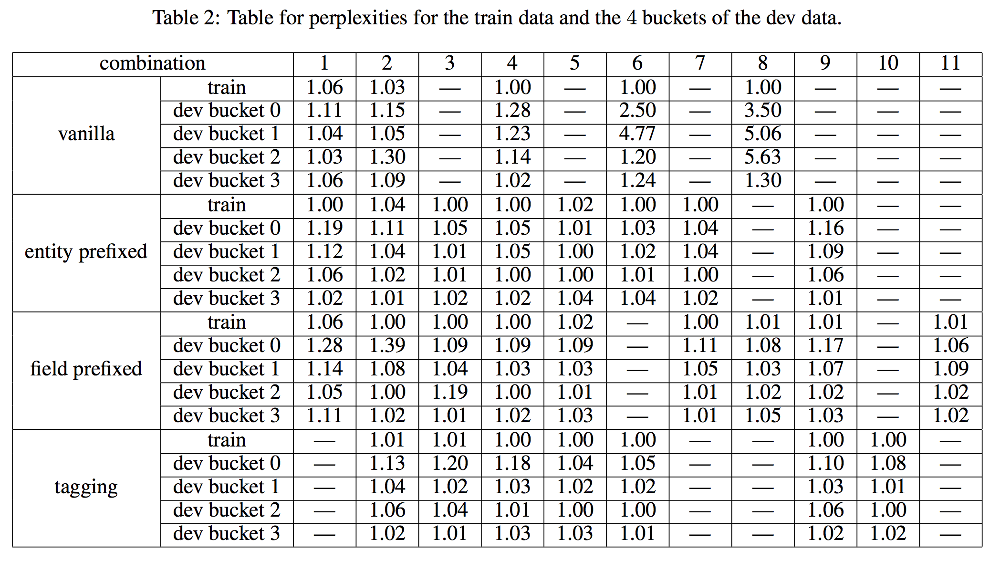 Table 2: Table for perplexities for the train data and the 4 buckets of the dev data.
combination 1 2 3 4 5 6 7 8 9 10 11
vanilla
train 1.06 1.03 — 1.00 — 1.00 — 1.00 — — —
dev bucket 0 1.11 1.15 — 1.28 — 2.50 — 3.50 — — —
dev bucket 1 1.04 1.05 — 1.23 — 4.77 — 5.06 — — —
dev bucket 2 1.03 1.30 — 1.14 — 1.20 — 5.63 — — —
dev bucket 3 1.06 1.09 — 1.02 — 1.24 — 1.30 — — —
entity prefixed
train 1.00 1.04 1.00 1.00 1.02 1.00 1.00 — 1.00 — —
dev bucket 0 1.19 1.11 1.05 1.05 1.01 1.03 1.04 — 1.16 — —
dev bucket 1 1.12 1.04 1.01 1.05 1.00 1.02 1.04 — 1.09 — —
dev bucket 2 1.06 1.02 1.01 1.00 1.00 1.01 1.00 — 1.06 — —
dev bucket 3 1.02 1.01 1.02 1.02 1.04 1.04 1.02 — 1.01 — —
field prefixed
train 1.06 1.00 1.00 1.00 1.02 — 1.00 1.01 1.01 — 1.01
dev bucket 0 1.28 1.39 1.09 1.09 1.09 — 1.11 1.08 1.17 — 1.06
dev bucket 1 1.14 1.08 1.04 1.03 1.03 — 1.05 1.03 1.07 — 1.09
dev bucket 2 1.05 1.00 1.19 1.00 1.01 — 1.01 1.02 1.02 — 1.02
dev bucket 3 1.11 1.02 1.01 1.02 1.03 — 1.01 1.05 1.03 — 1.02
tagging
train — 1.01 1.01 1.00 1.00 1.00 — — 1.00 1.00 —
dev bucket 0 — 1.13 1.20 1.18 1.04 1.05 — — 1.10 1.08 —
dev bucket 1 — 1.04 1.02 1.03 1.02 1.02 — — 1.03 1.01 —
dev bucket 2 — 1.06 1.04 1.01 1.00 1.00 — — 1.06 1.00 —
dev bucket 3 — 1.02 1.01 1.03 1.03 1.01 — — 1.02 1.02 —